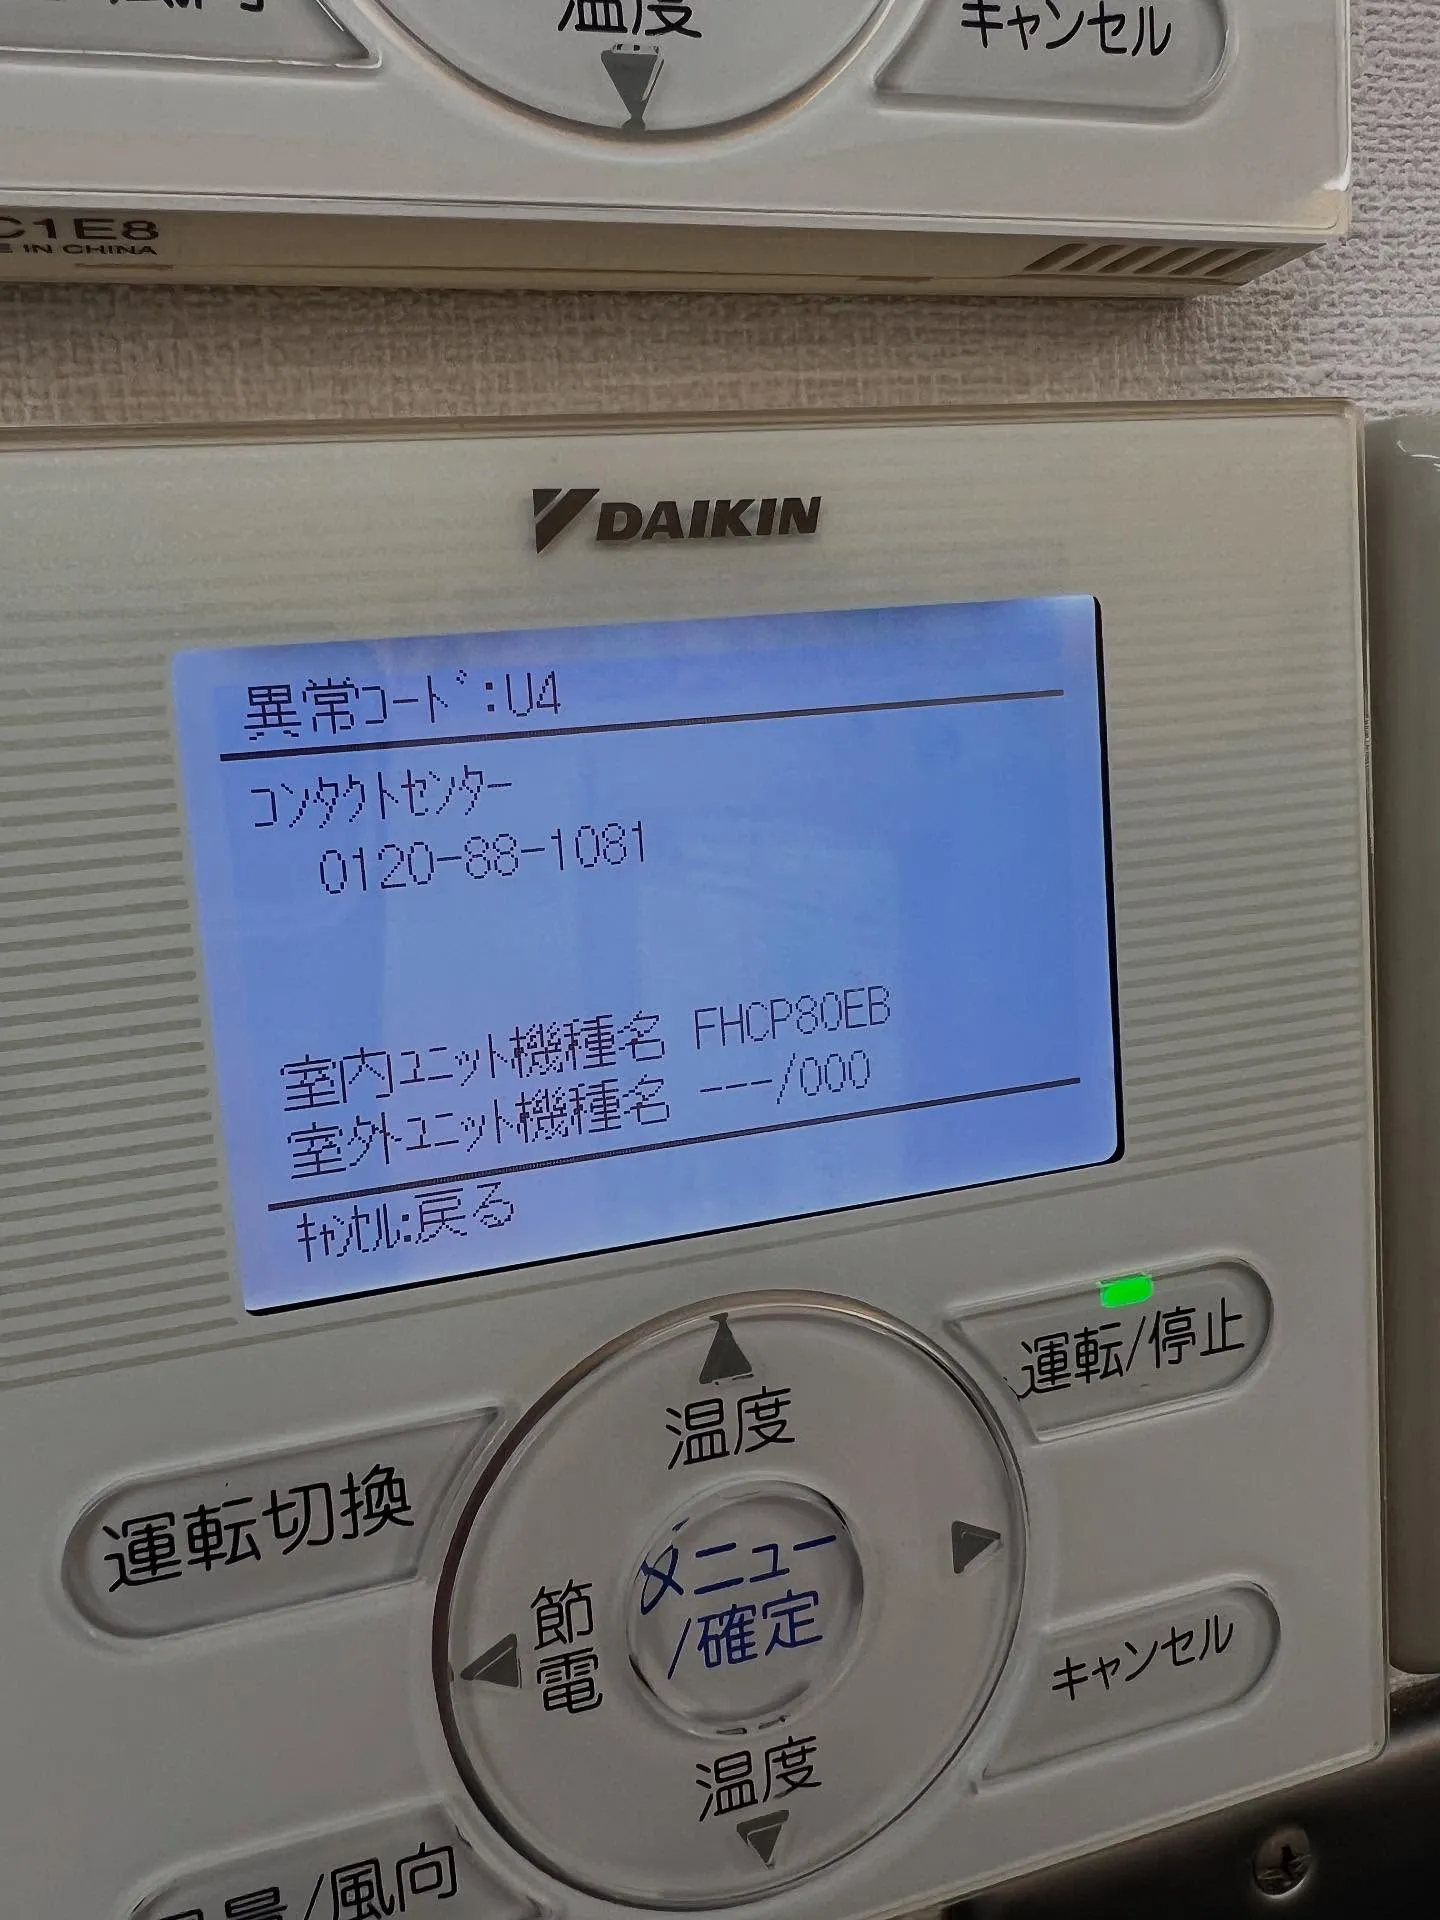 温度
キャンセル
C1E8
IN CHINA
DAIKIN
異常コード:U4
コンタクトセンター
0120-88-1081
室内ユニット機種名 FHCP80EB
室外ユニット機種名 ---/000
キャンセル:戻る
運転/停止
温度
運転切換
メニュー
/確定
節電
キャンセル
温度
風量/風向